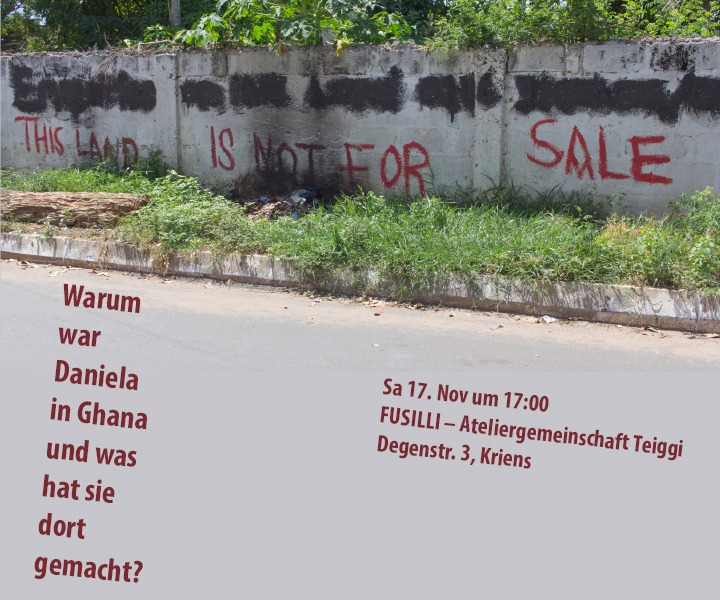 THIS LAND IS NOT FOR SALE
Warum
war
Daniela
in Ghana
und was
hat sie
dort
gemacht?
Sa 17. Nov um 17:00
FUSILLI – Ateliergemeinschaft Teiggi
Degenstr. 3, Kriens